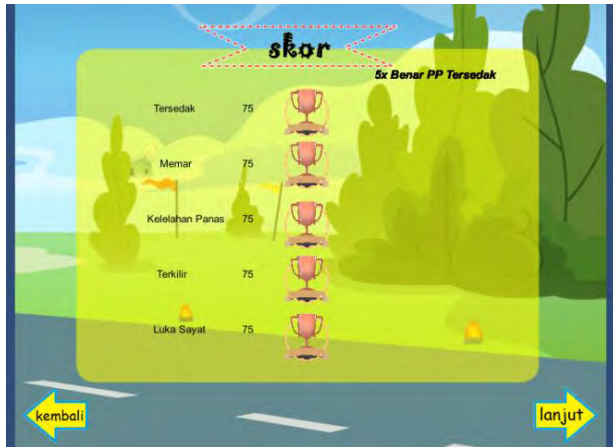 skor
5x Benar PP Tersedak
Tersedak 75
Memar 75
Kelelahan Panas 75
Terkilir 75
Luka Sayat 75
kembali
lanjut